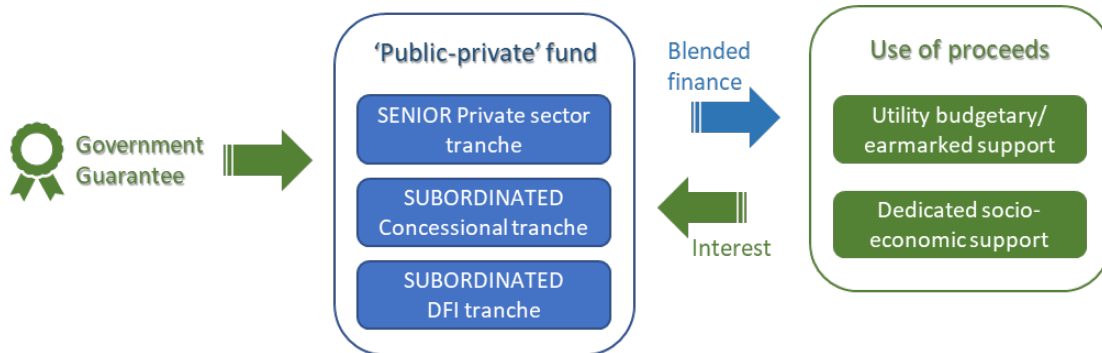 Government
Guarantee
‘Public-private’ fund
SENIOR Private sector
tranche
SUBORDINATED
Concessional tranche
SUBORDINATED
DFI tranche
Blended
finance
Interest
Use of proceeds
Utility budgetary/
earmarked support
Dedicated socio-
economic support